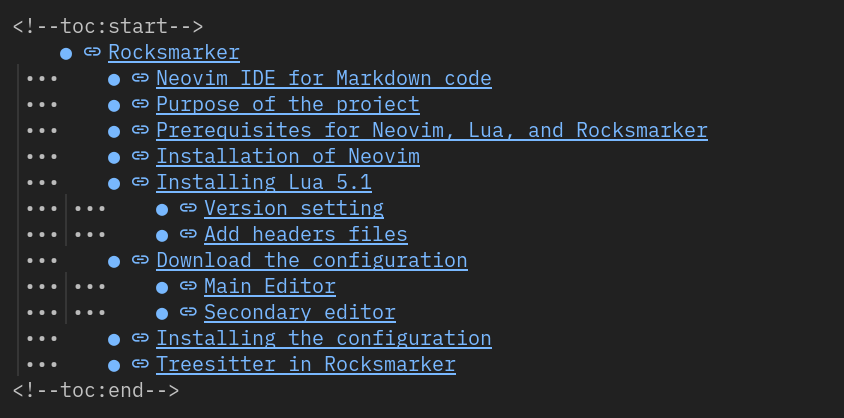 <!--toc:start-->
Rocksmarker
Neovim IDE for Markdown code
Purpose of the project
Prerequisites for Neovim, Lua, and Rocksmarker
Installation of Neovim
Installing Lua 5.1
Version setting
Add headers files
Download the configuration
Main Editor
Secondary editor
Installing the configuration
Treesitter in Rocksmarker
<!--toc:end-->